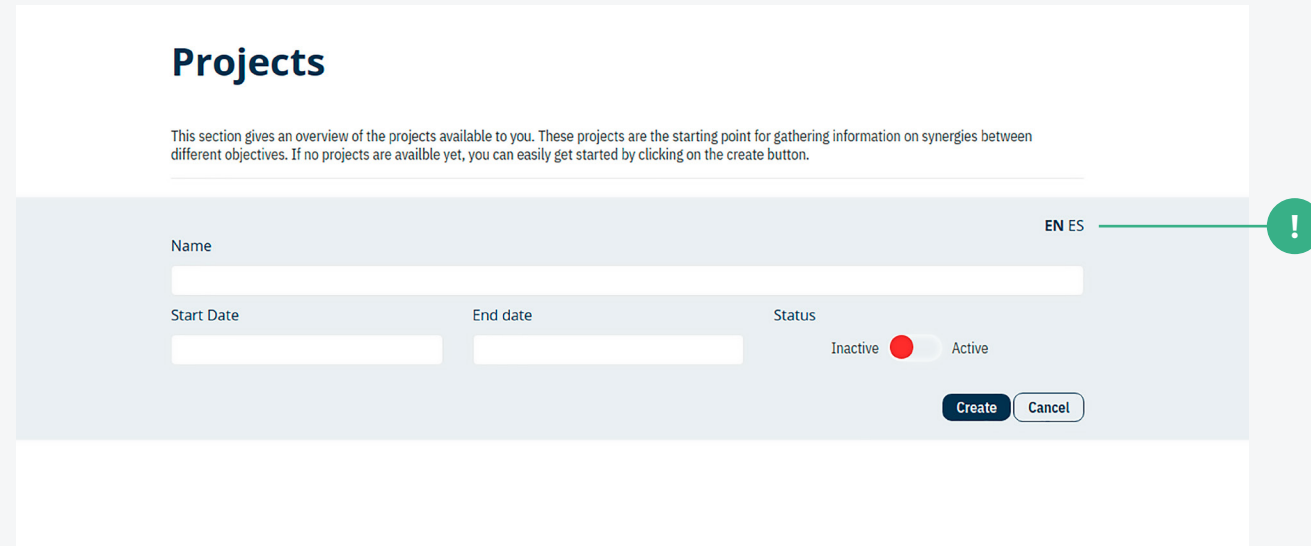 Projects
This section gives an overview of the projects available to you. These projects are the starting point for gathering information on synergies between
different objectives. If no projects are availble yet, you can easily get started by clicking on the create button.
EN ES
!
Name
Start Date End date Status
Inactive Active
Create Cancel